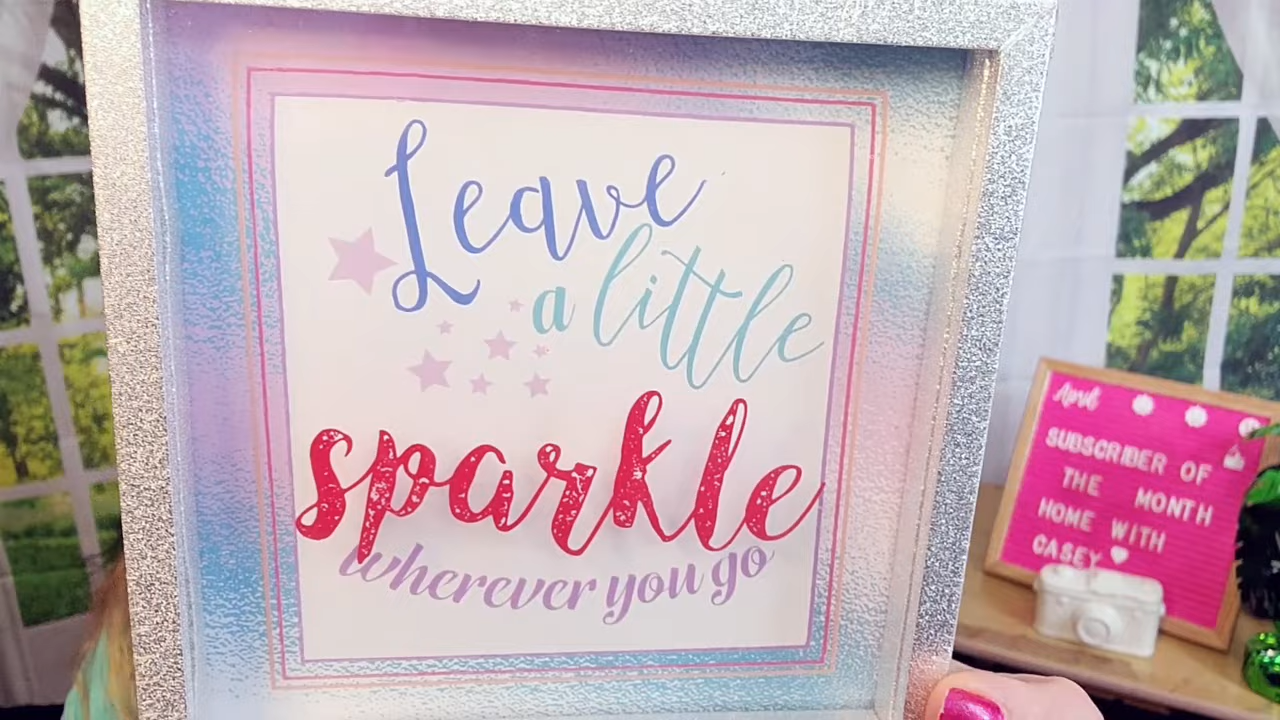 Leave
a little
sparkle
wherever you go
April
SUBSCRIBER OF
THE MONTH
HOME WITH
CASEY